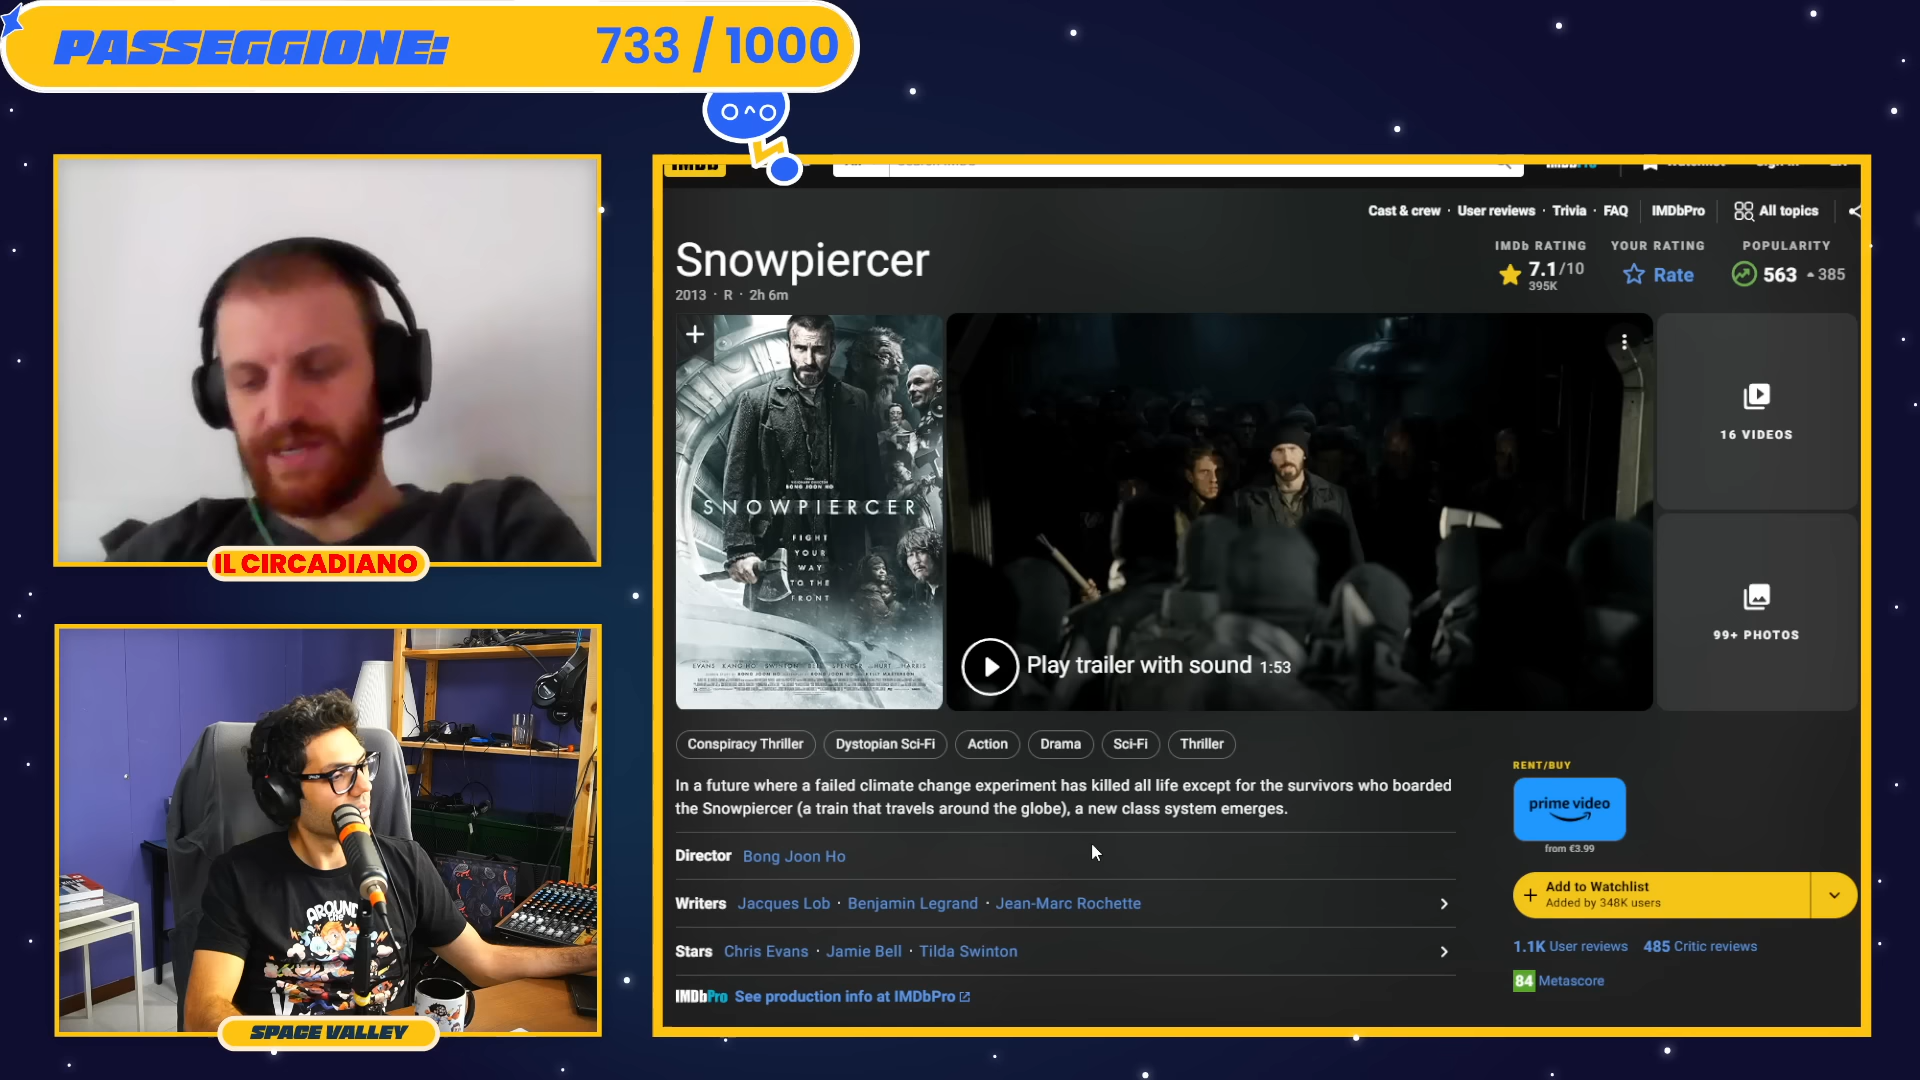 PASSEGGIONE: 733 / 1000
IL CIRCADIANO
SPACE VALLEY
AROUND
Cast & crew · User reviews · Trivia · FAQ IMDbPro All topics
Snowpiercer
2013 · R · 2h 6m
IMDb RATING
7.1/10
395K
YOUR RATING
Rate
POPULARITY
563 385
BONG JOON HO
SNOWPIERCER
FIGHT
YOUR
WAY
TO THE
FRONT
Play trailer with sound 1:53
16 VIDEOS
99+ PHOTOS
Conspiracy Thriller Dystopian Sci-Fi Action Drama Sci-Fi Thriller
In a future where a failed climate change experiment has killed all life except for the survivors who boarded
the Snowpiercer (a train that travels around the globe), a new class system emerges.
Director Bong Joon Ho
Writers Jacques Lob · Benjamin Legrand · Jean-Marc Rochette
Stars Chris Evans · Jamie Bell · Tilda Swinton
IMDbPro See production info at IMDbPro
RENT/BUY
prime video
from €3.99
Add to Watchlist
Added by 348K users
1.1K User reviews 485 Critic reviews
84 Metascore